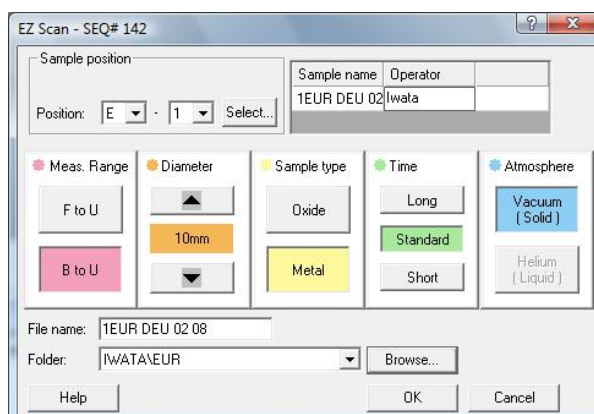 EZ Scan - SEQ# 142
Sample position
Position: E - 1 Select...
Sample name Operator
1EUR DEU 02 Iwata
Meas. Range Diameter Sample type Time Atmosphere
F to U Oxide Long Vacuum
( Solid )
10mm Standard
B to U Metal Short Helium
( Liquid )
File name: 1EUR DEU 02 08
Folder: IWATA\EUR Browse...
Help OK Cancel